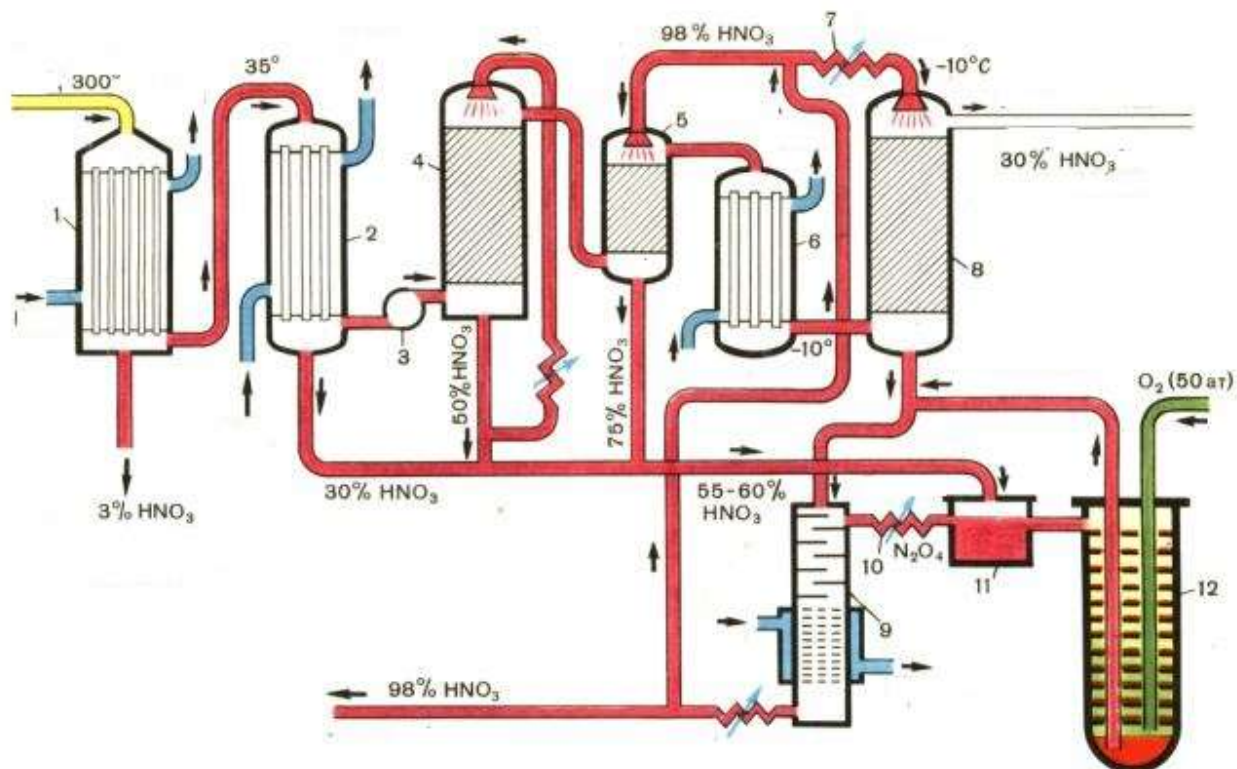 300°
35°
98% HNO₃
7
-10°C
30% HNO₃
1
2
3
4
5
6
8
-10°
50% HNO₃
75% HNO₃
O₂ (50 ат)
3% HNO₃
30% HNO₃
55-60%
HNO₃
10
N₂O₄
11
12
9
98% HNO₃